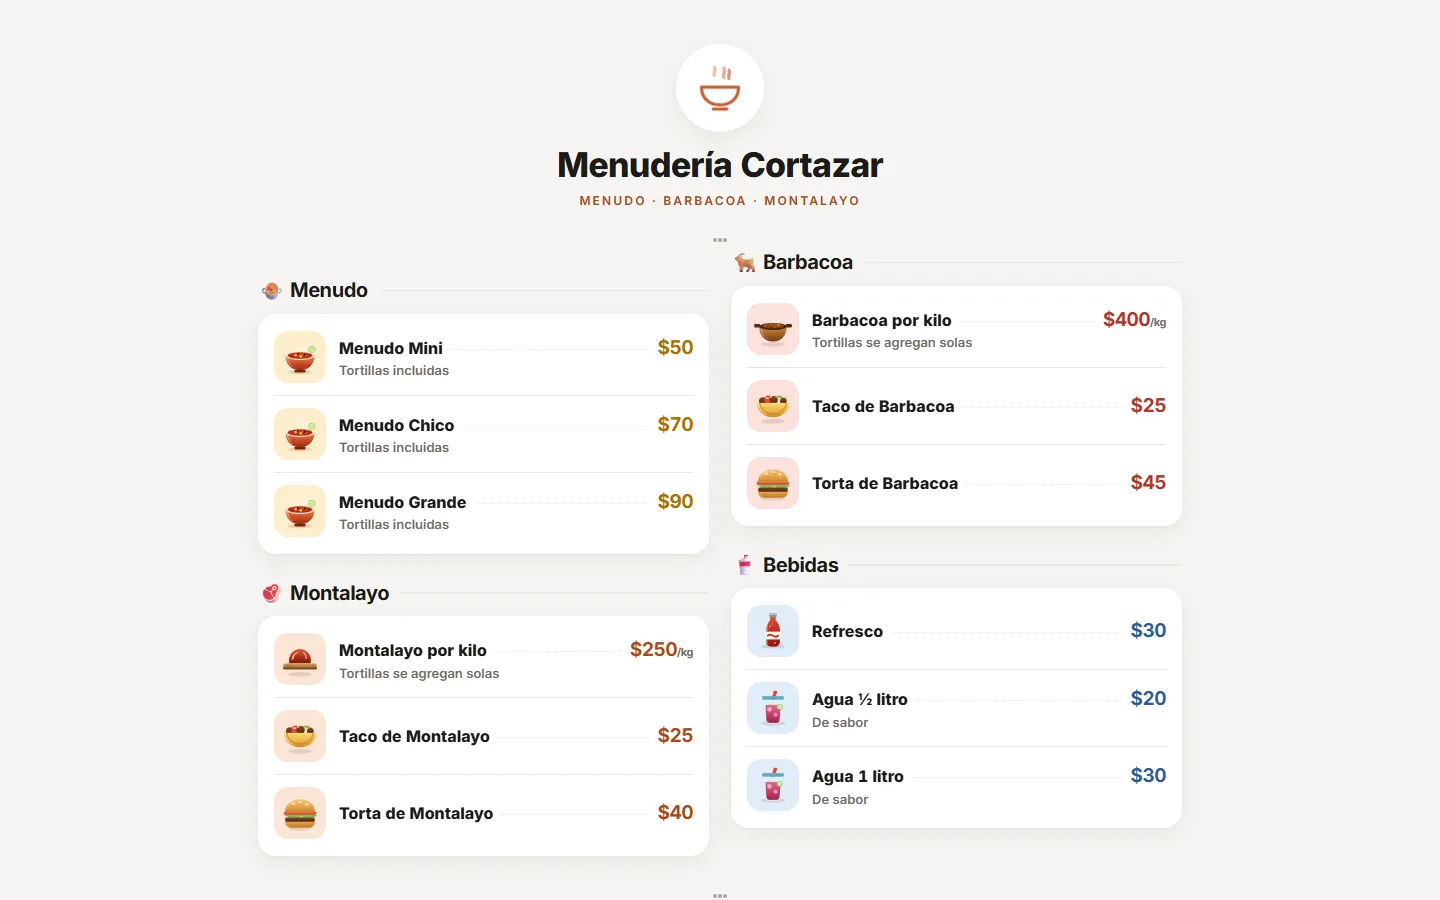 Menudería Cortazar
MENUDO · BARBACOA · MONTALAYO
Menudo
Menudo Mini $50
Tortillas incluidas
Menudo Chico $70
Tortillas incluidas
Menudo Grande $90
Tortillas incluidas
Montalayo
Montalayo por kilo $250/kg
Tortillas se agregan solas
Taco de Montalayo $25
Torta de Montalayo $40
Barbacoa
Barbacoa por kilo $400/kg
Tortillas se agregan solas
Taco de Barbacoa $25
Torta de Barbacoa $45
Bebidas
Refresco $30
Agua ½ litro $20
De sabor
Agua 1 litro $30
De sabor